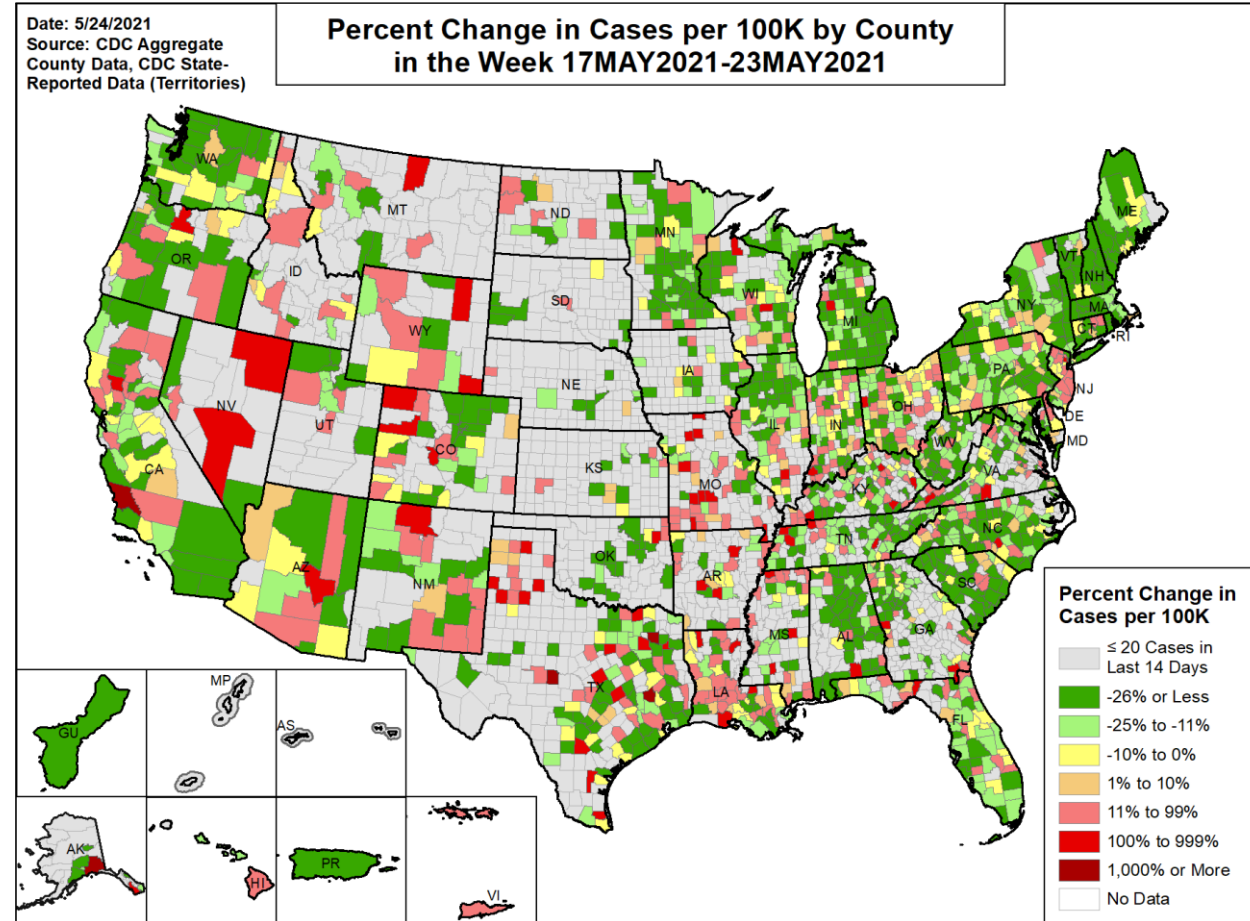 Date: 5/24/2021
Source: CDC Aggregate
County Data, CDC State-
Reported Data (Territories)
Percent Change in Cases per 100K by County
in the Week 17MAY2021-23MAY2021
WA
MT
ND
MN
ME
OR
ID
SD
WI
VT
NH
NY
MA
WY
MI
CT
RI
IA
NE
PA
NJ
NV
OH
IL
IN
DE
UT
CO
WV
MD
CA
KS
MO
VA
KY
NC
TN
OK
AR
AZ
NM
SC
MS
AL
GA
TX
LA
FL
GU
MP
AS
AK
HI
PR
VI
Percent Change in
Cases per 100K
≤ 20 Cases in
Last 14 Days
-26% or Less
-25% to -11%
-10% to 0%
1% to 10%
11% to 99%
100% to 999%
1,000% or More
No Data